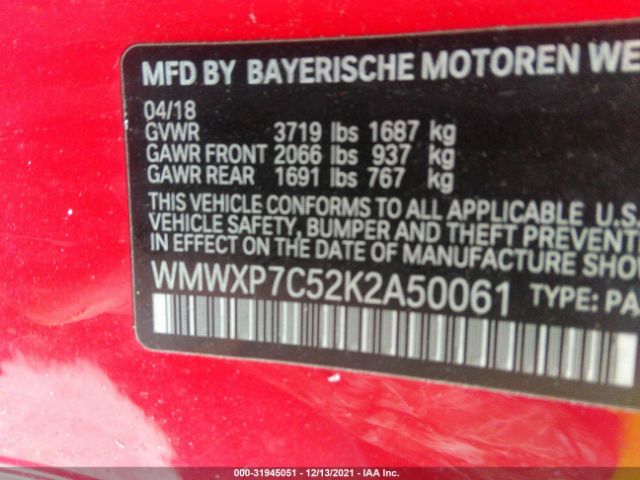 MFD BY BAYERISCHE MOTOREN WE
04/18
GVWR 3719 lbs 1687 kg
GAWR FRONT 2066 lbs 937 kg
GAWR REAR 1691 lbs 767 kg
THIS VEHICLE CONFORMS TO ALL APPLICABLE U.S.
VEHICLE SAFETY, BUMPER AND THEFT PREVENTI
IN EFFECT ON THE DATE OF MANUFACTURE SHO
WMWXP7C52K2A50061 TYPE: PA
000-31945051 - 12/13/2021 - IAA Inc.